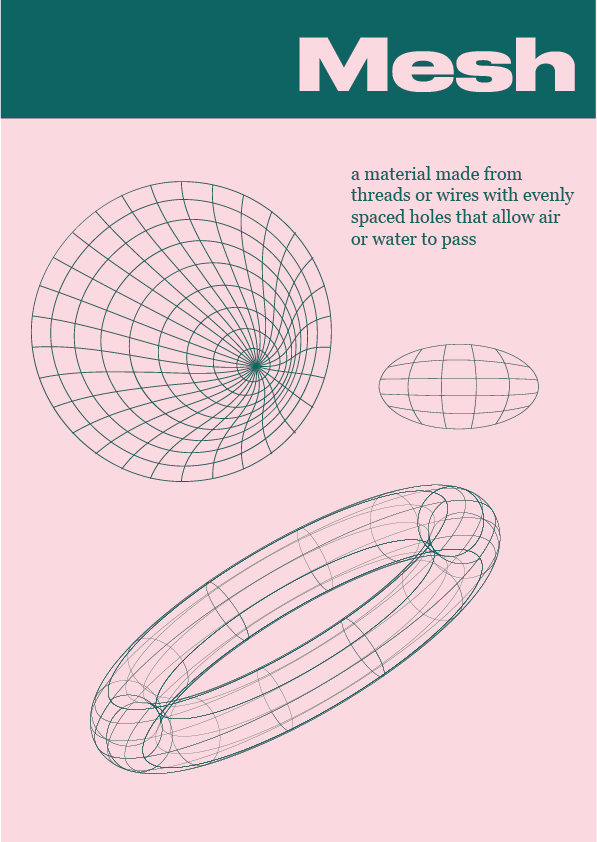 Mesh
a material made from
threads or wires with evenly
spaced holes that allow air
or water to pass